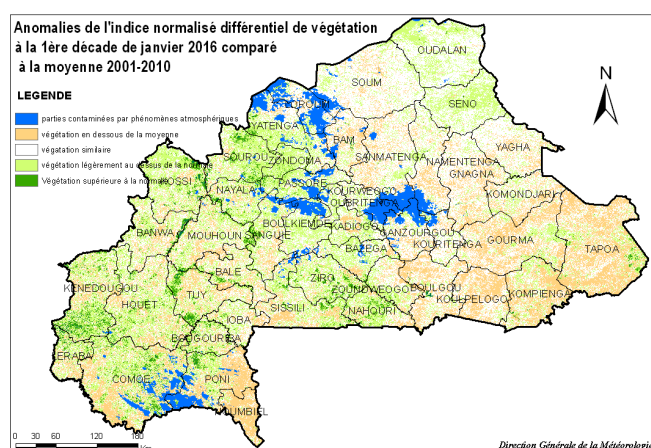 Anomalies de l'indice normalisé différentiel de végétation
à la 1ère décade de janvier 2016 comparé
à la moyenne 2001-2010
LEGENDE
parties contaminées par phénomènes atmosphériques
végétation en dessous de la moyenne
végétation similaire
végétation légèrement au dessus de la normale
Végétation supérieure à la normale
N
OUDALAN
SOUM
SENO
LOROUM
YATENGA
BAM
YAGHA
SOUROU
ZONDOMA
SANMATENGA
NAMENTENGA
GNAGNA
KOSSI
NAYALA
PASSORE
KOURWEOGO
OUBRITENGA
KOMONDJARI
BANWA
MOUHOUN
SANGUIE
BOULKIEMDE
KADIOGO
GANZOURGOU
KOURITENGA
GOURMA
TAPOA
BAZEGA
KENEDOUGOU
HOUET
TUY
BALE
ZIRO
ZOUNDWEOGO
BOULGOU
KOULPELOGO
KOMPIENGA
SISSILI
NAHOURI
IOBA
BOUGOURIBA
LERABA
COMOE
PONI
NOUMBIEL
0 30 60 120 180
Km
Direction Générale de la Météorologie